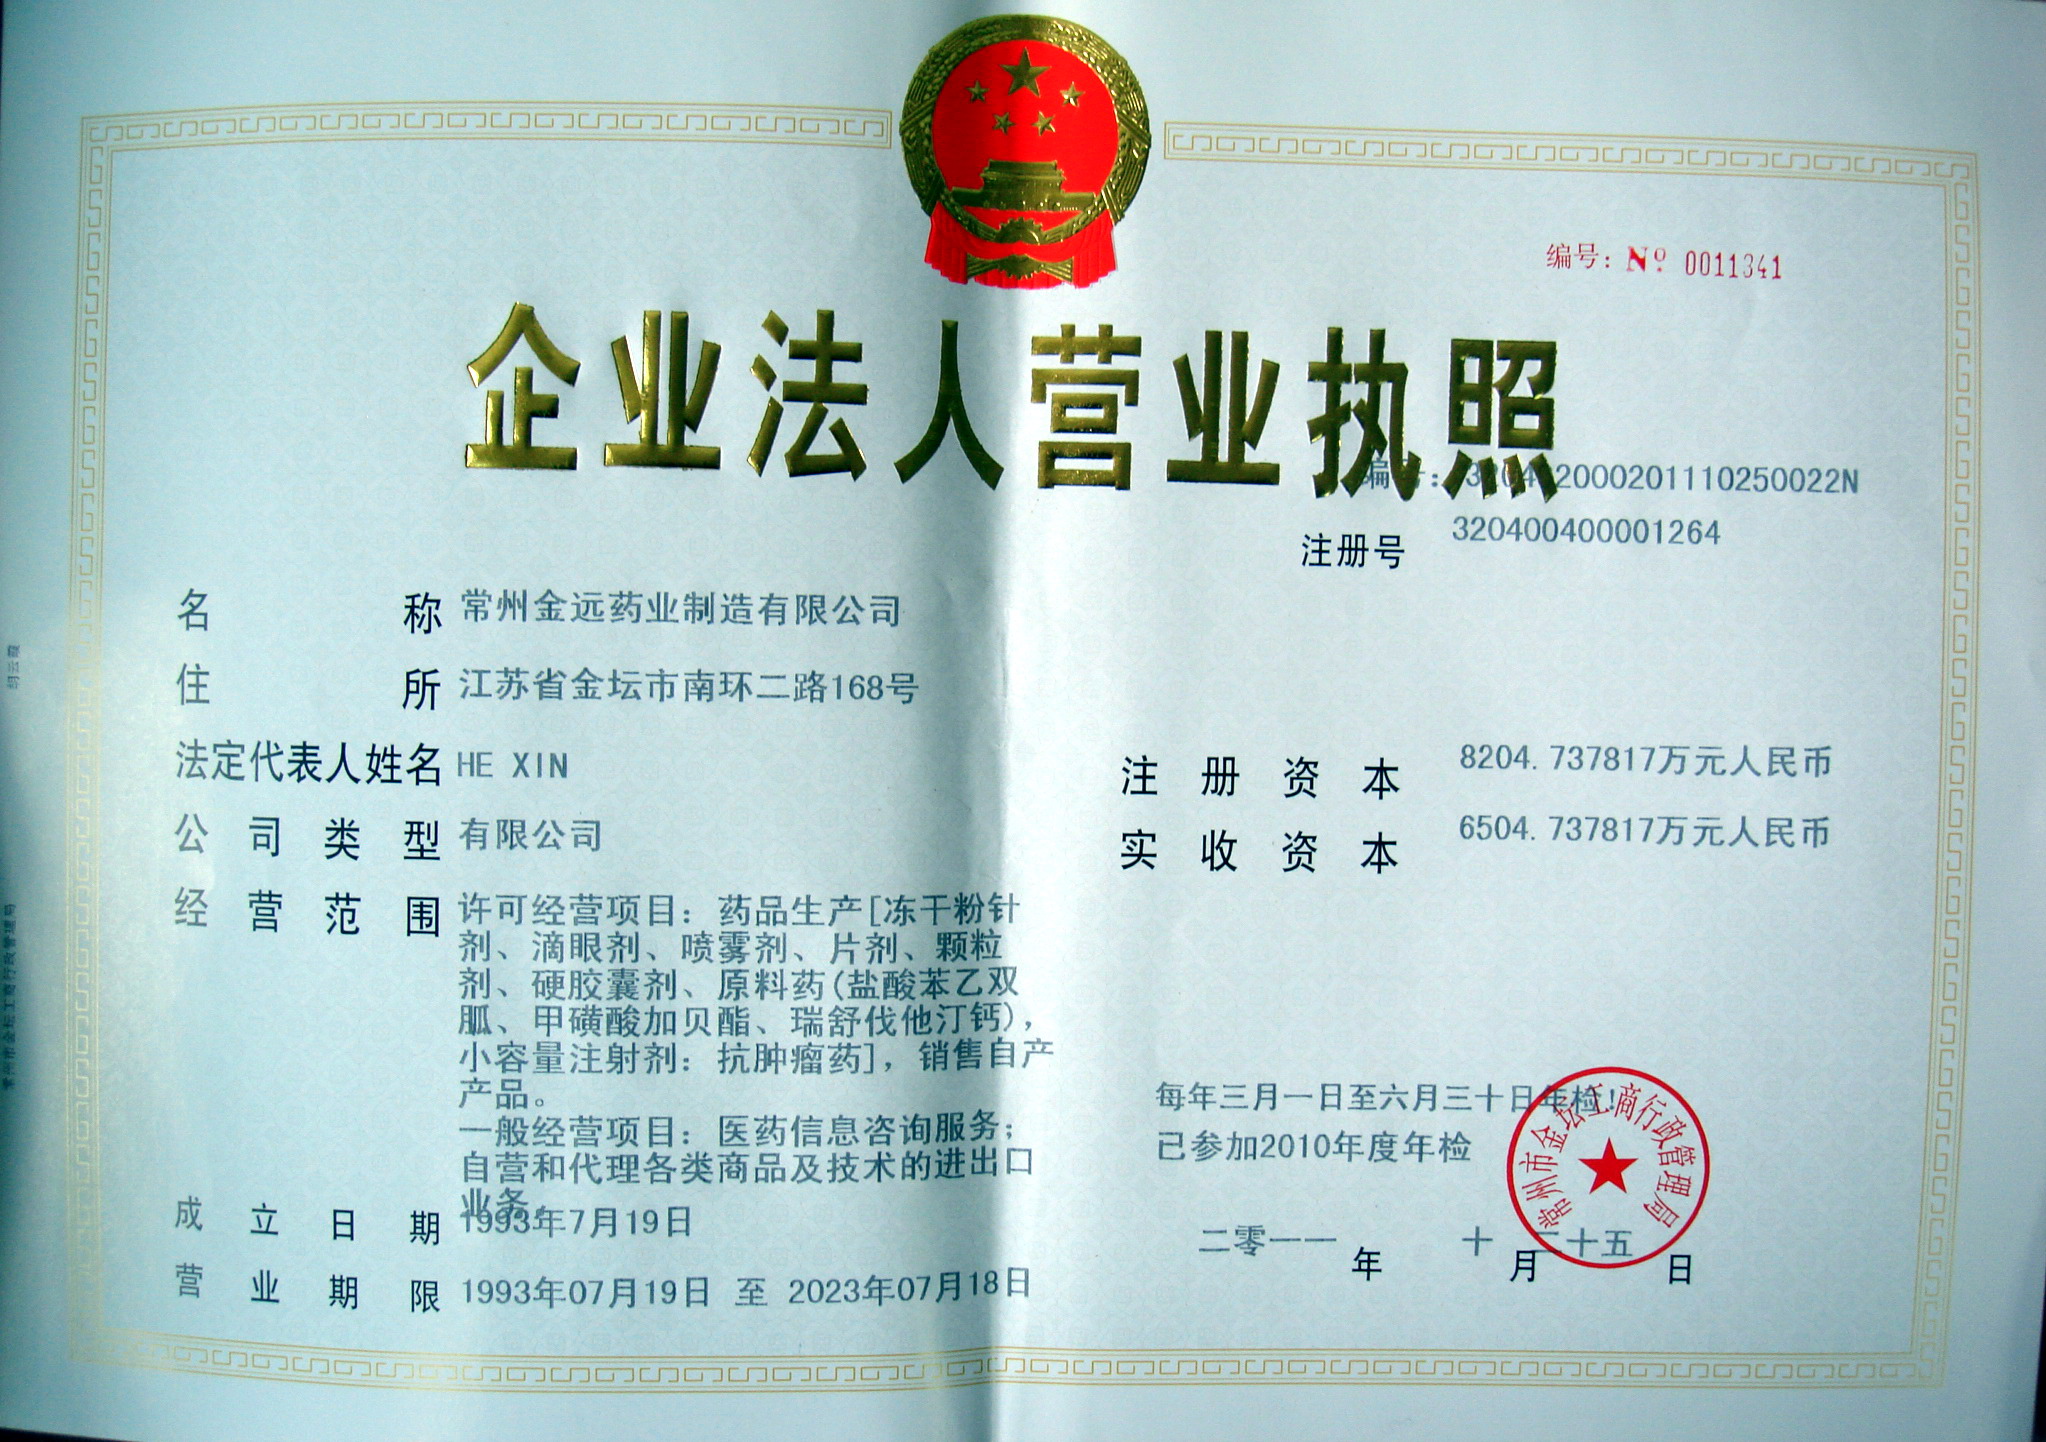 编号：№ 0011341
企业法人营业执照
注册号 320400400001264
名称 常州金远药业制造有限公司
住所 江苏省金坛市南环二路168号
法定代表人姓名 HE XIN
注册资本 8204.737817万元人民币
公司类型 有限公司
实收资本 6504.737817万元人民币
经营范围 许可经营项目：药品生产[冻干粉针
剂、滴眼剂、喷雾剂、片剂、颗粒
剂、硬胶囊剂、原料药(盐酸苯乙双
胍、甲磺酸加贝酯、瑞舒伐他汀钙)，
小容量注射剂：抗肿瘤药]，销售自产
产品。
一般经营项目：医药信息咨询服务；
自营和代理各类商品及技术的进出口
业务。
每年三月一日至六月三十日年检！
已参加2010年度年检
常州市金坛工商行政管理局
成立日期 1993年7月19日
二零一一年十月二十五日
营业期限 1993年07月19日 至 2023年07月18日